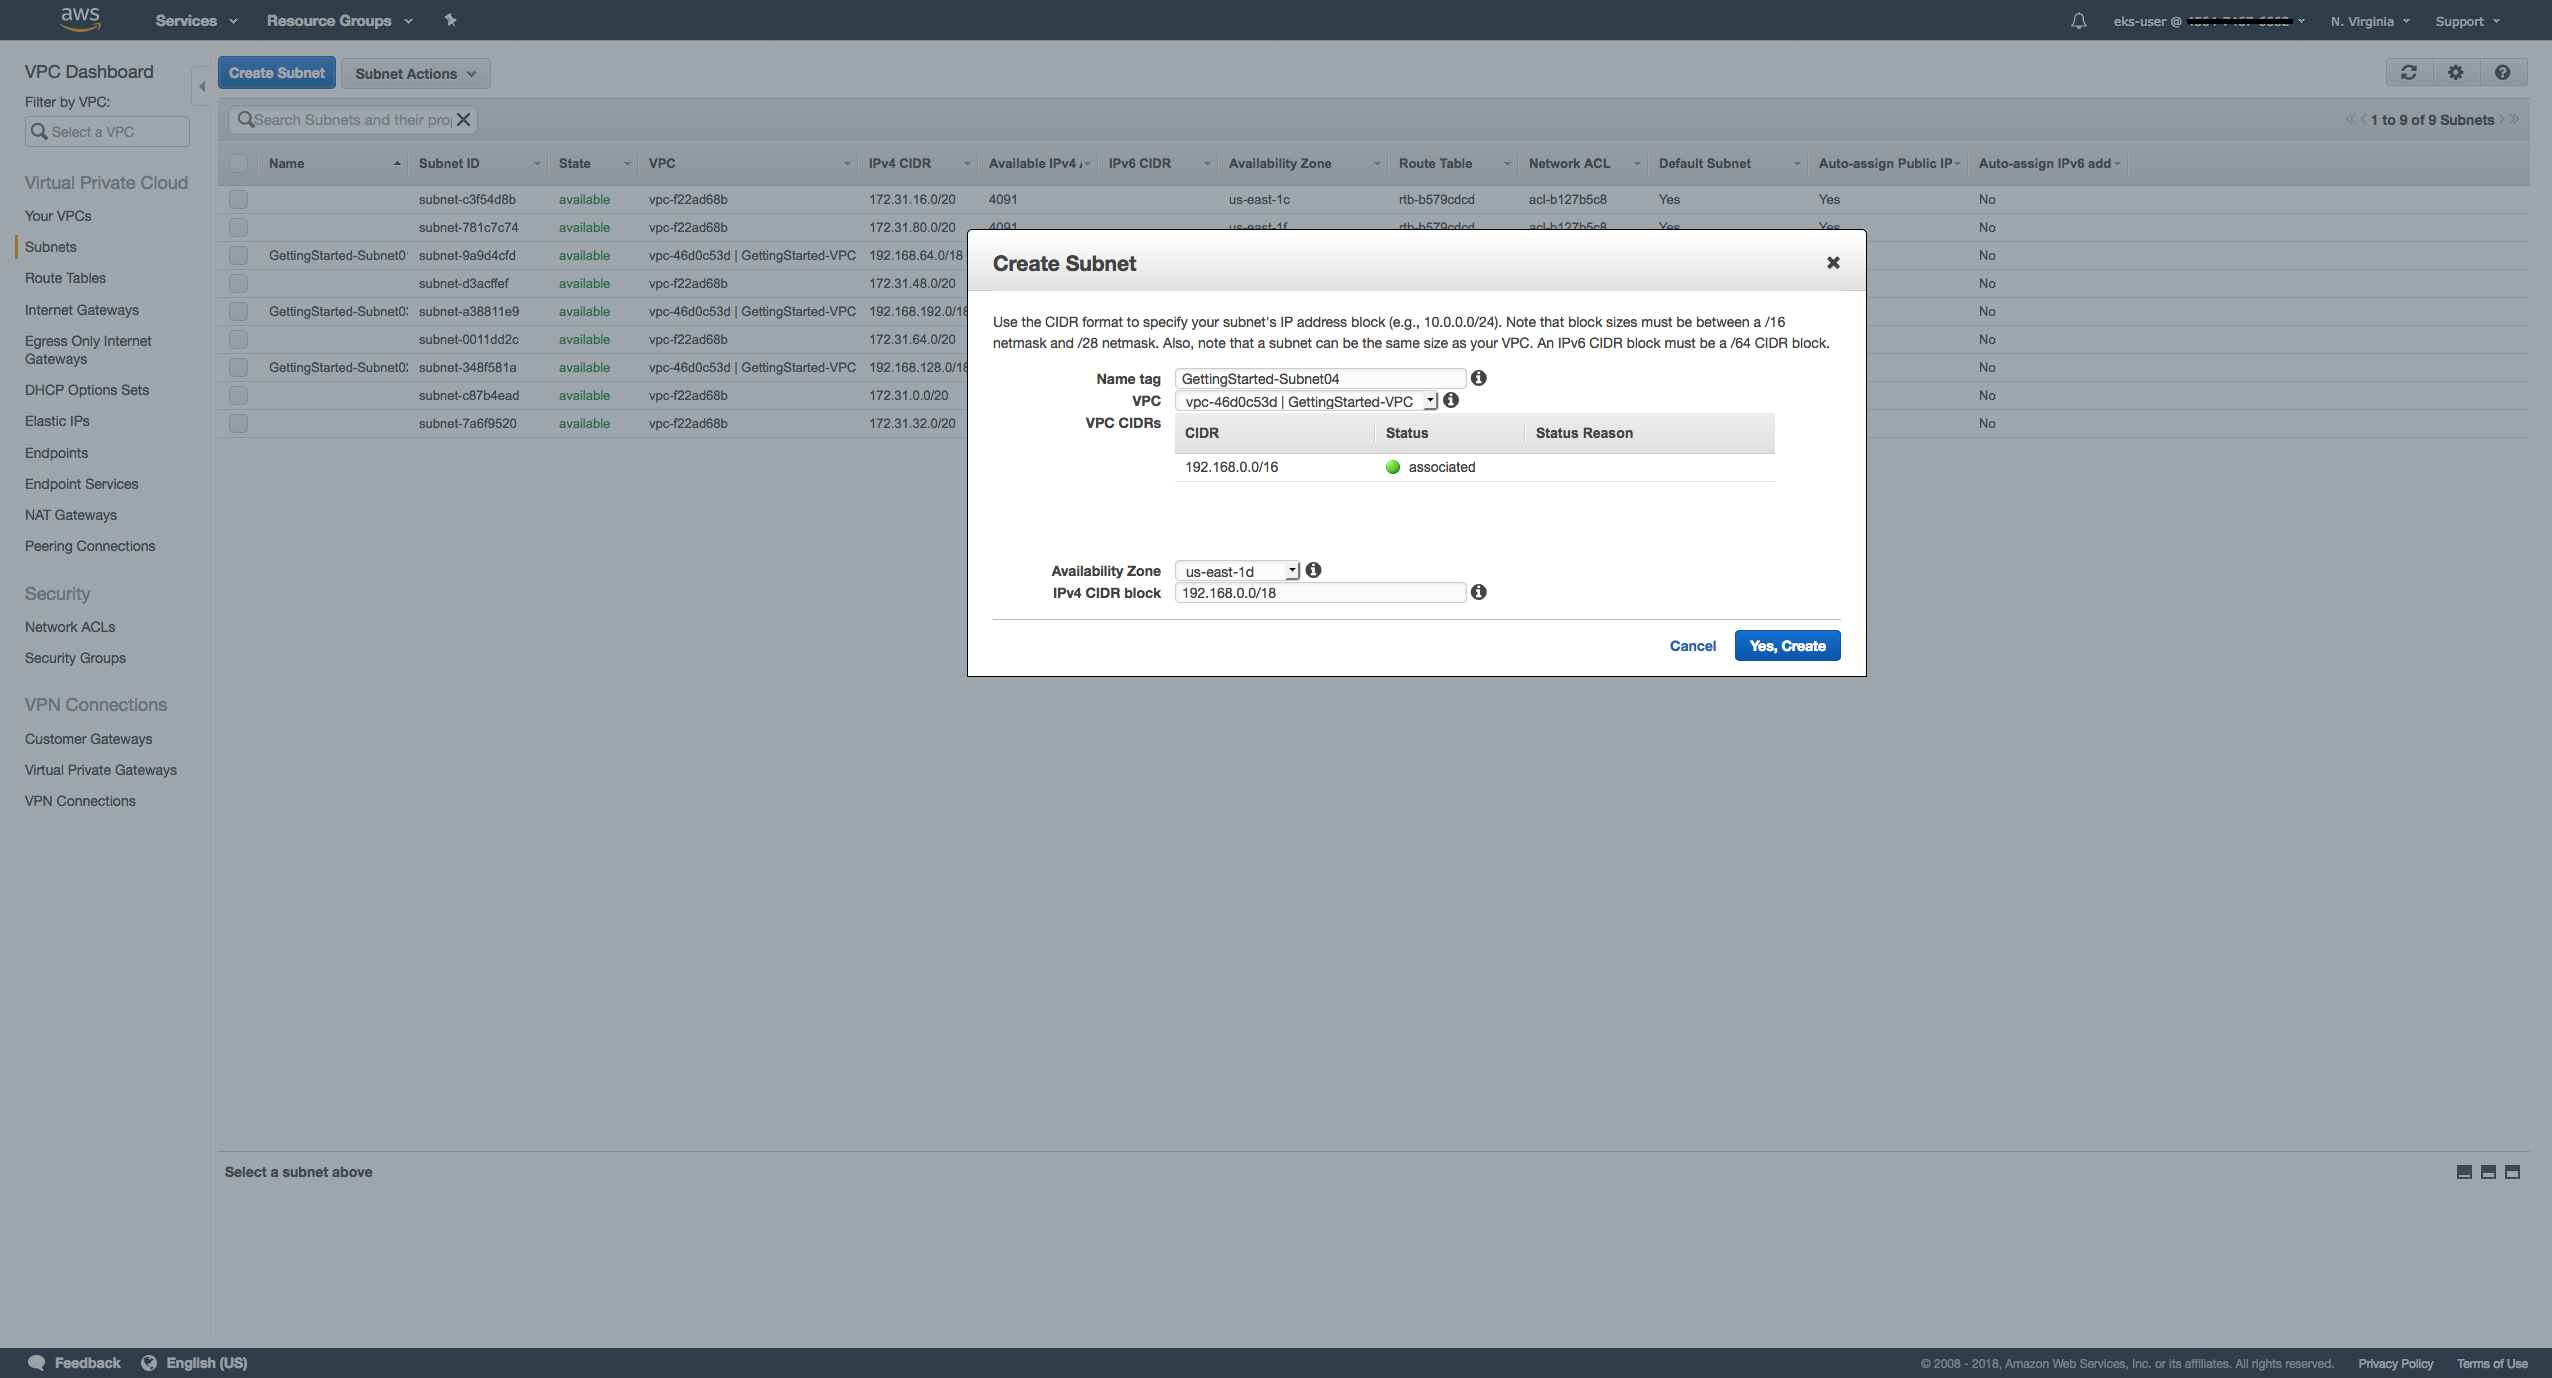 aws Services Resource Groups eks-user @ N. Virginia Support
VPC Dashboard
Filter by VPC:
Select a VPC
Virtual Private Cloud
Your VPCs
Subnets
Route Tables
Internet Gateways
Egress Only Internet
Gateways
DHCP Options Sets
Elastic IPs
Endpoints
Endpoint Services
NAT Gateways
Peering Connections
Security
Network ACLs
Security Groups
VPN Connections
Customer Gateways
Virtual Private Gateways
VPN Connections
Create Subnet Subnet Actions
Search Subnets and their pro
1 to 9 of 9 Subnets
Name Subnet ID State VPC IPv4 CIDR Available IPv4 IPv6 CIDR Availability Zone Route Table Network ACL Default Subnet Auto-assign Public IP Auto-assign IPv6 add
subnet-c3f54d8b available vpc-f22ad68b 172.31.16.0/20 4091 us-east-1c rtb-b579cdcd acl-b127b5c8 Yes Yes No
subnet-781c7c74 available vpc-f22ad68b 172.31.80.0/20 4091 us-east-1f rtb-b579cdcd acl-b127b5c8 Yes Yes No
GettingStarted-Subnet0 subnet-9a9d4cfd available vpc-46d0c53d | GettingStarted-VPC 192.168.64.0/18 No
subnet-d3acffef available vpc-f22ad68b 172.31.48.0/20 No
GettingStarted-Subnet0 subnet-a38811e9 available vpc-46d0c53d | GettingStarted-VPC 192.168.192.0/18 No
subnet-0011dd2c available vpc-f22ad68b 172.31.64.0/20 No
GettingStarted-Subnet0 subnet-348f581a available vpc-46d0c53d | GettingStarted-VPC 192.168.128.0/18 No
subnet-c87b4ead available vpc-f22ad68b 172.31.0.0/20 No
subnet-7a6f9520 available vpc-f22ad68b 172.31.32.0/20 No
Create Subnet
Use the CIDR format to specify your subnet's IP address block (e.g., 10.0.0.0/24). Note that block sizes must be between a /16
netmask and /28 netmask. Also, note that a subnet can be the same size as your VPC. An IPv6 CIDR block must be a /64 CIDR block.
Name tag GettingStarted-Subnet04
VPC vpc-46d0c53d | GettingStarted-VPC
VPC CIDRs CIDR Status Status Reason
192.168.0.0/16 associated
Availability Zone us-east-1d
IPv4 CIDR block 192.168.0.0/18
Cancel Yes, Create
Select a subnet above
Feedback English (US) © 2008 - 2018, Amazon Web Services, Inc. or its affiliates. All rights reserved. Privacy Policy Terms of Use